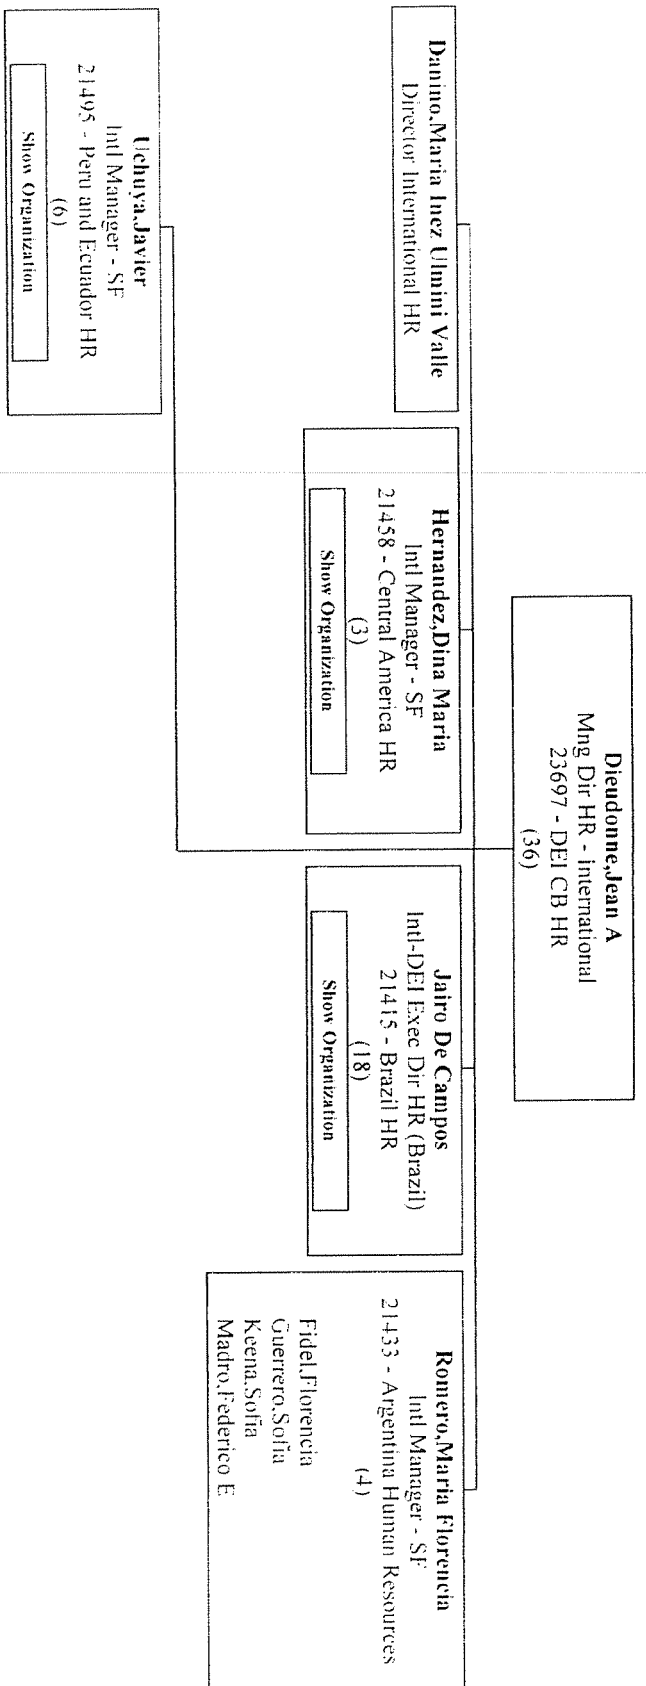 Dieudonne,Jean A
Mng Dir HR - international
23697 - DEI CB HR
(36)
Danino,Maria Inez Ulmini Valle
Director International HR
Hernandez,Dina Maria
Intl Manager - SF
21458 - Central America HR
(3)
Show Organization
Jairo De Campos
Intl-DEI Exec Dir HR (Brazil)
21415 - Brazil HR
(18)
Show Organization
Romero,Maria Florencia
Intl Manager - SF
21433 - Argentina Human Resources
(4)
Fidel,Florencia
Guerrero,Sofia
Keena,Sofia
Madro,Federico E
Uchuya,Javier
Intl Manager - SF
21495 - Peru and Ecuador HR
(6)
Show Organization